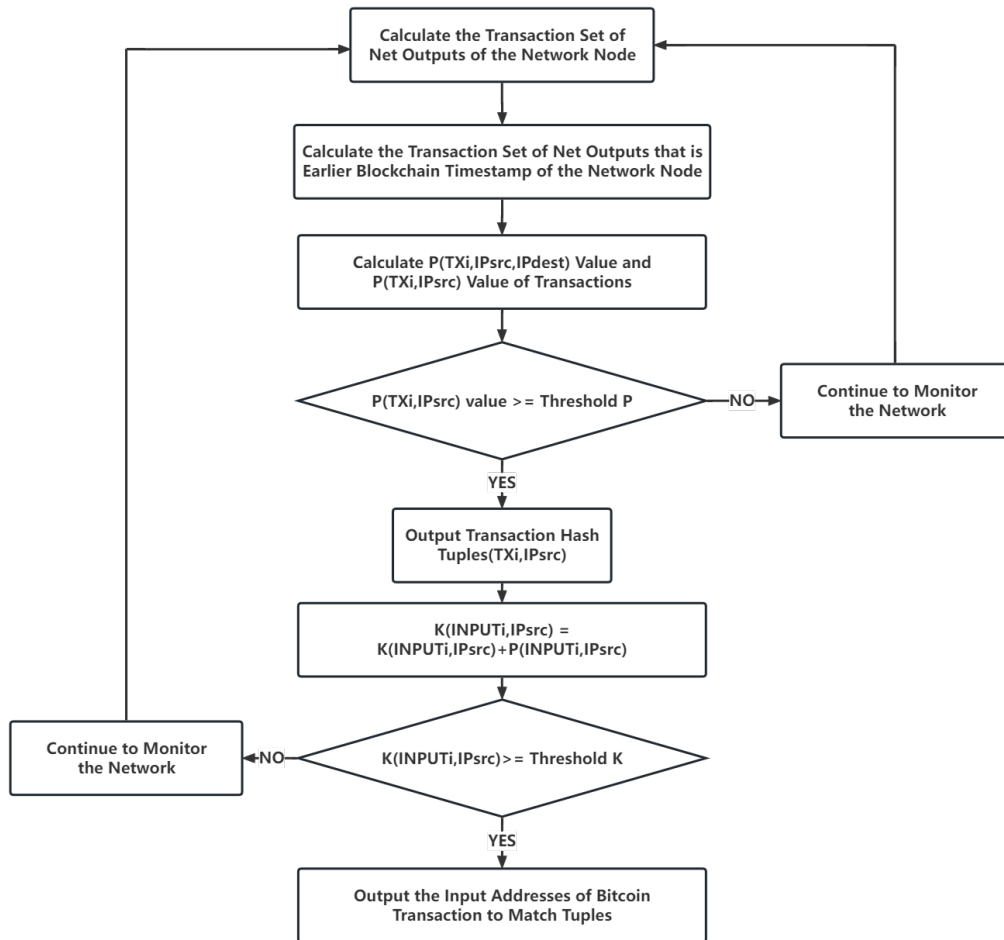 Calculate the Transaction Set of
Net Outputs of the Network Node
Calculate the Transaction Set of Net Outputs that is
Earlier Blockchain Timestamp of the Network Node
Calculate P(TXi,IPsrc,IPdest) Value and
P(TXi,IPsrc) Value of Transactions
P(TXi,IPsrc) value >= Threshold P
NO
Continue to Monitor
the Network
YES
Output Transaction Hash
Tuples(TXi,IPsrc)
K(INPUTi,IPsrc) =
K(INPUTi,IPsrc)+P(INPUTi,IPsrc)
Continue to Monitor
the Network
NO
K(INPUTi,IPsrc)>= Threshold K
YES
Output the Input Addresses of Bitcoin
Transaction to Match Tuples